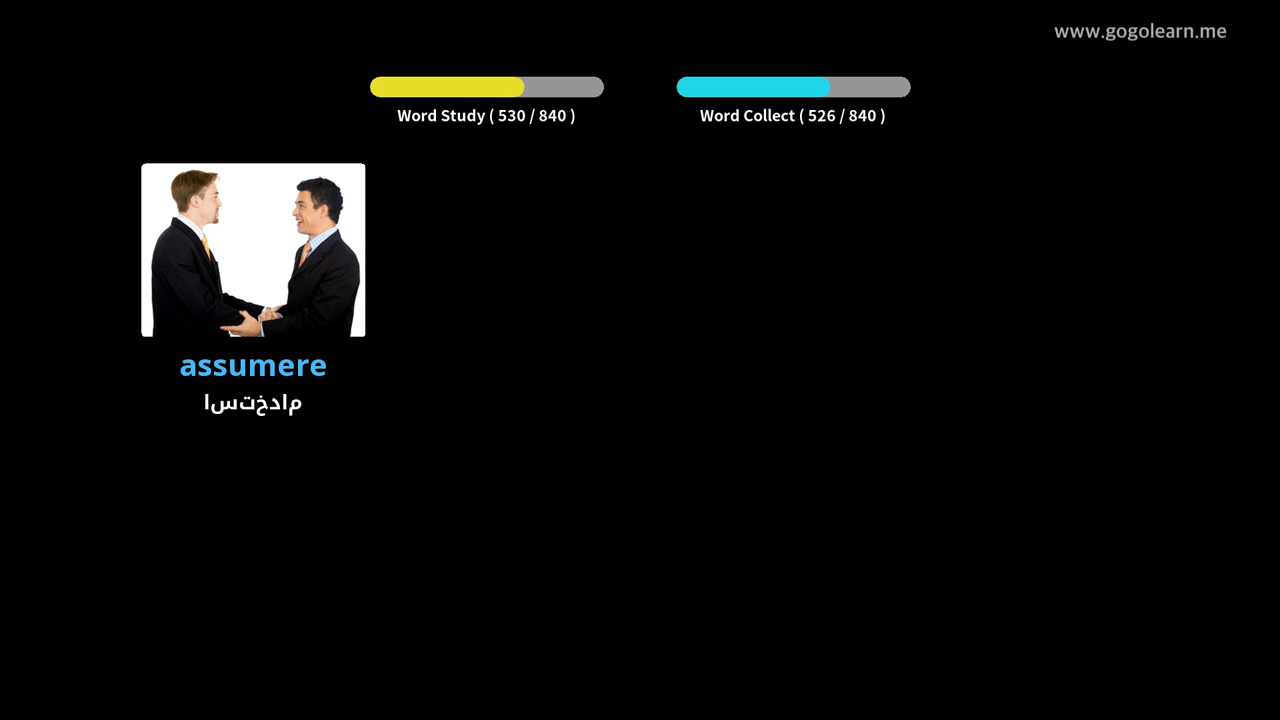 www.gogolearn.me
Word Study ( 530 / 840 )
Word Collect ( 526 / 840 )
assumere
مادختسا